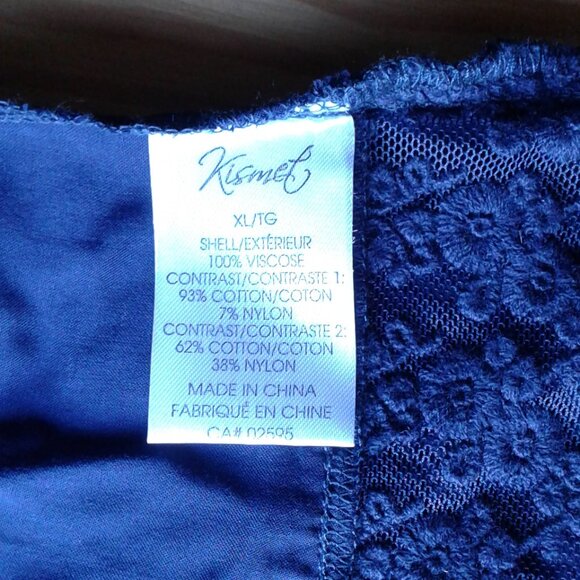 Kismet
XL/TG
SHELL/EXTÉRIEUR
100% VISCOSE
CONTRAST/CONTRASTE 1:
93% COTTON/COTON
7% NYLON
CONTRAST/CONTRASTE 2:
62% COTTON/COTON
38% NYLON
MADE IN CHINA
FABRIQUÉ EN CHINE
CA# 02595